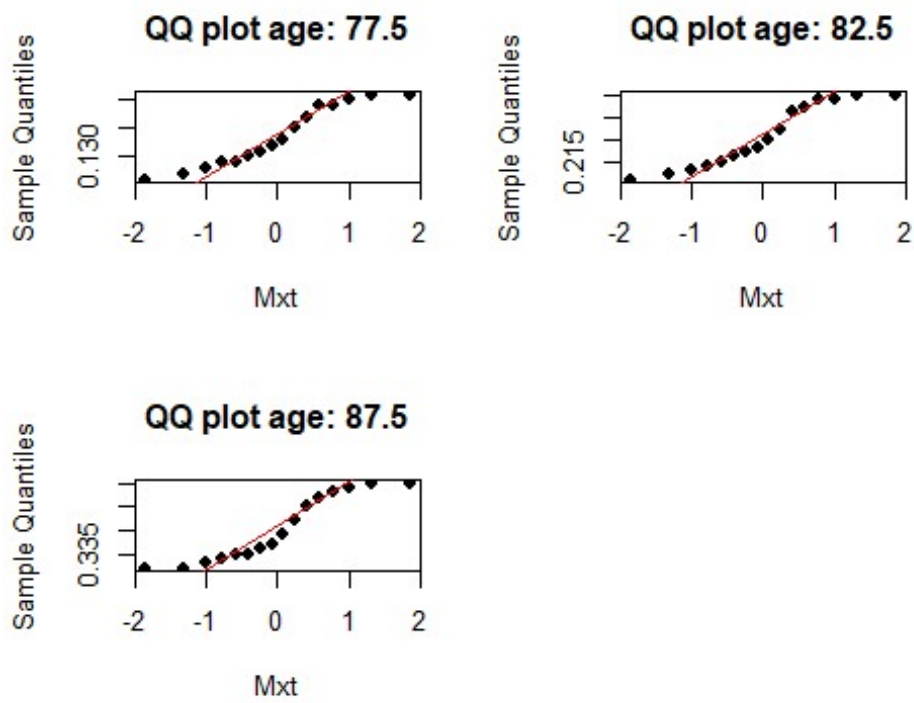 QQ plot age: 77.5
Sample Quantiles
0.130
-2 -1 0 1 2
Mxt
QQ plot age: 82.5
Sample Quantiles
0.215
-2 -1 0 1 2
Mxt
QQ plot age: 87.5
Sample Quantiles
0.335
-2 -1 0 1 2
Mxt